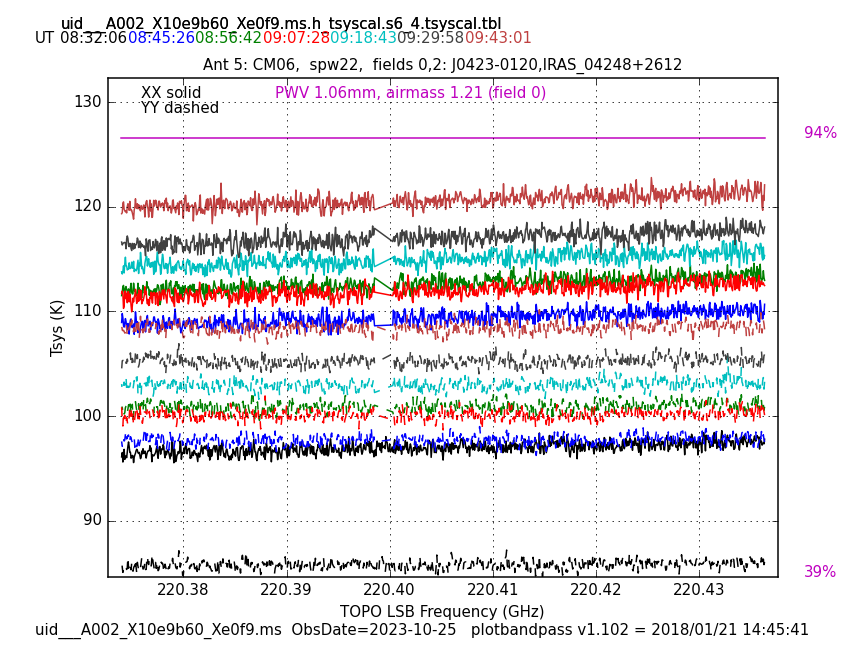 uid___A002_X10e9b60_Xe0f9.ms.h_tsyscal.s6_4.tsyscal.tbl
UT 08:32:06 08:45:26 08:56:42 09:07:28 09:18:43 09:29:58 09:43:01
Ant 5: CM06, spw22, fields 0,2: J0423-0120,IRAS_04248+2612
XX solid
YY dashed
PWV 1.06mm, airmass 1.21 (field 0)
130
120
110
100
90
Tsys (K)
94%
39%
220.38 220.39 220.40 220.41 220.42 220.43
TOPO LSB Frequency (GHz)
uid___A002_X10e9b60_Xe0f9.ms ObsDate=2023-10-25 plotbandpass v1.102 = 2018/01/21 14:45:41